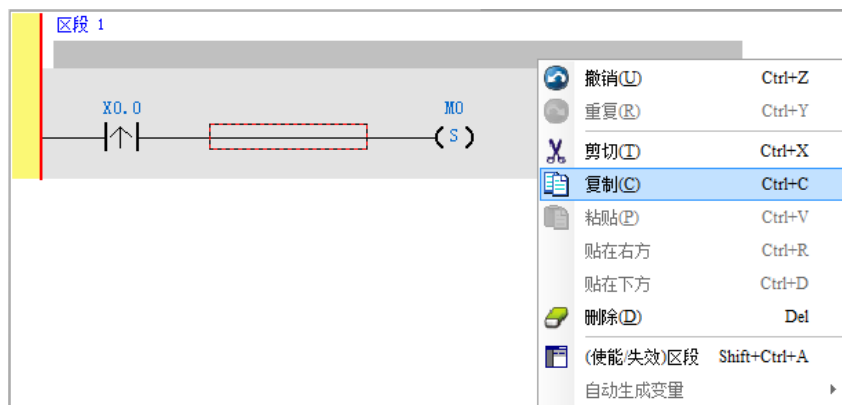 区段 1
X0.0
M0
S
撤销(U) Ctrl+Z
重复(R) Ctrl+Y
剪切(T) Ctrl+X
复制(C) Ctrl+C
粘贴(P) Ctrl+V
贴在右方 Ctrl+R
贴在下方 Ctrl+D
删除(D) Del
(使能/失效)区段 Shift+Ctrl+A
自动生成变量